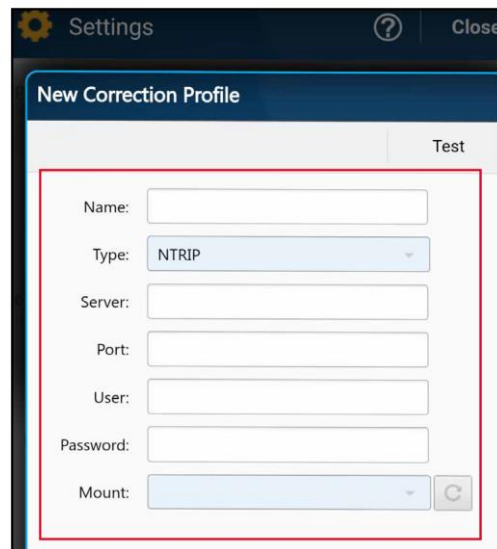 Settings
Close
New Correction Profile
Test
Name:
Type: NTRIP
Server:
Port:
User:
Password:
Mount: